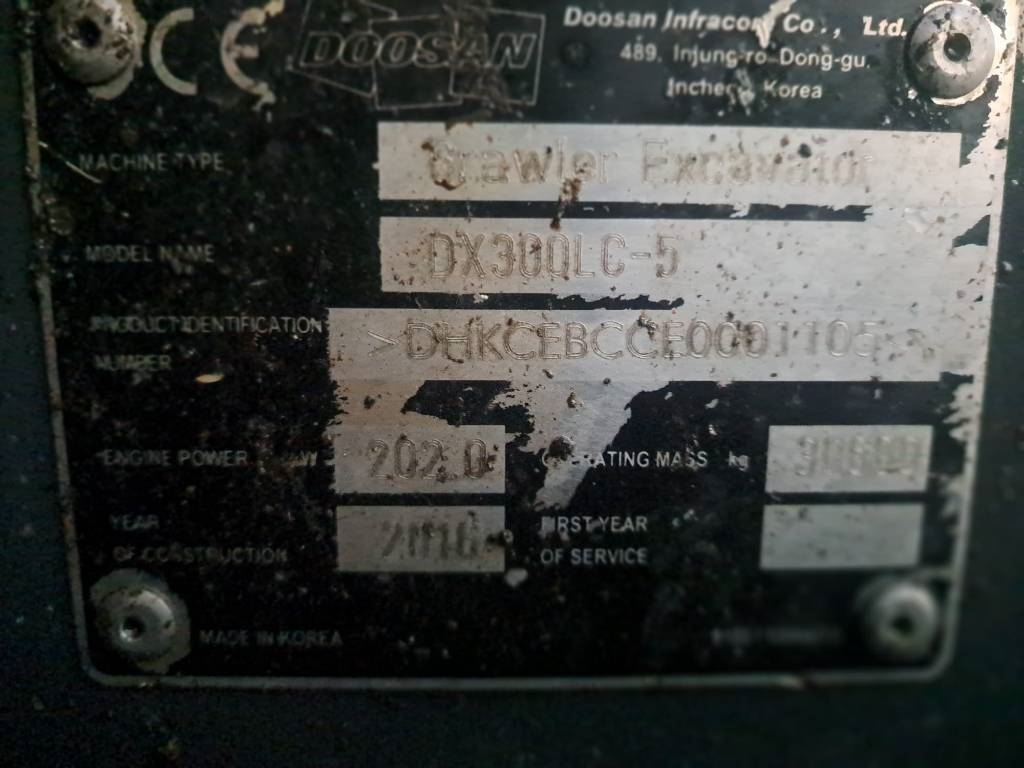 CE DOOSAN
Doosan Infracore Co., Ltd.
489, Injung-ro Dong-gu,
Incheon, Korea
MACHINE TYPE Crawler Excavator
MODEL NAME DX300LC-5
PRODUCT IDENTIFICATION
NUMBER >DHKCEBCCCE0001105<
ENGINE POWER kW 202.0 OPERATING MASS kg
YEAR
OF CONSTRUCTION 2016
FIRST YEAR
OF SERVICE
MADE IN KOREA